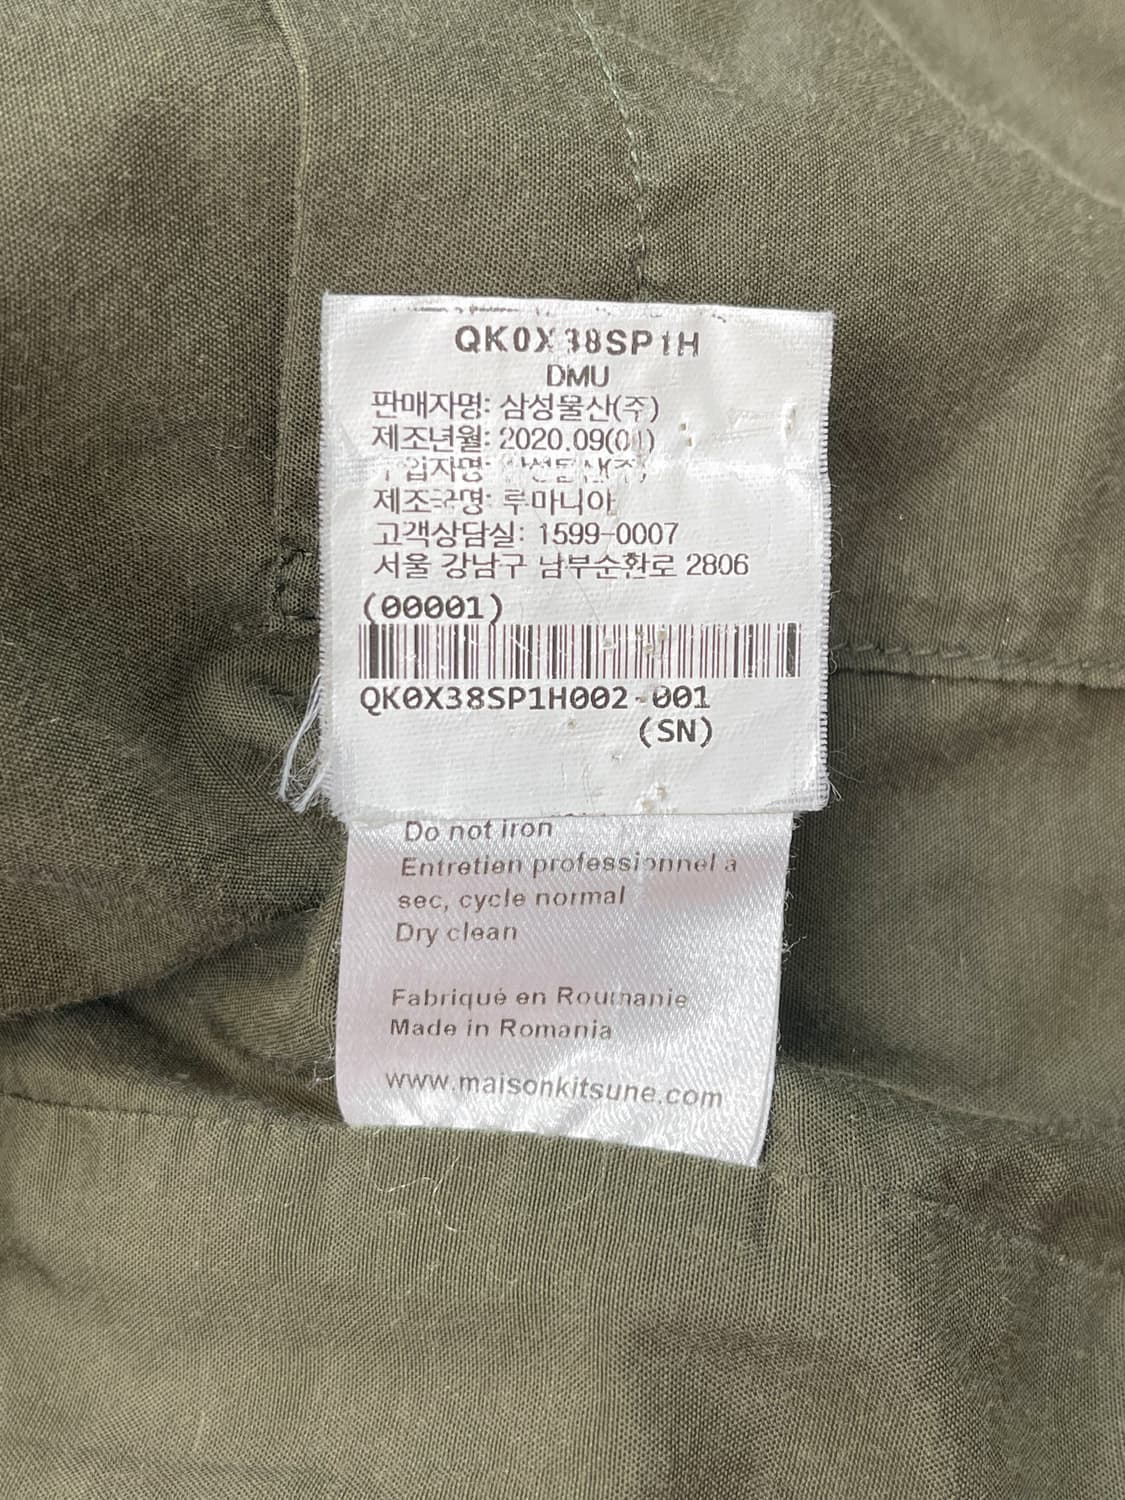 QK0X38SP1H
DMU
판매자명: 삼성물산(주)
제조년월: 2020.09(01)
제조국명: 루마니아
고객상담실: 1599-0007
서울 강남구 남부순환로 2806
(00001)
QK0X38SP1H002-001
(SN)
Do not iron
Entretien professionnel a
sec, cycle normal
Dry clean
Fabriqué en Roumanie
Made in Romania
www.maisonkitsune.com